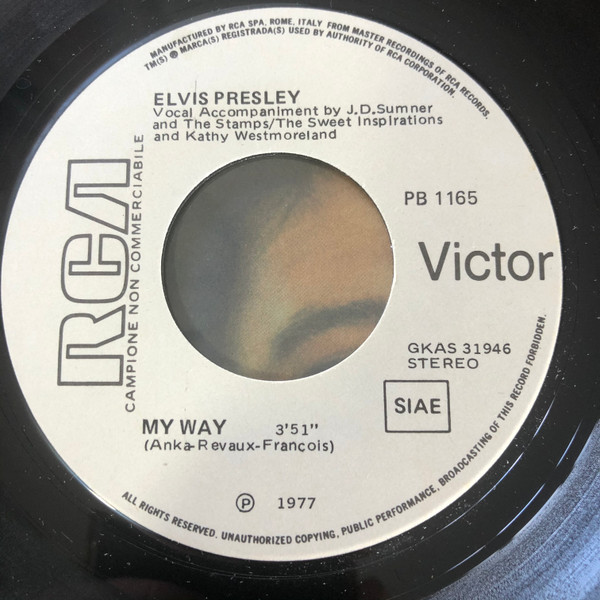 MANUFACTURED BY RCA SPA. ROME. ITALY FROM MASTER RECORDINGS OF RCA RECORDS.
TM(S) ® MARCA(S) REGISTRADA(S) USED BY AUTHORITY OF RCA CORPORATION.
ELVIS PRESLEY
Vocal Accompaniment by J.D.Sumner
and The Stamps/The Sweet Inspirations
and Kathy Westmoreland
RCA
CAMPIONE NON COMMERCIABILE
PB 1165
Victor
GKAS 31946
STEREO
SIAE
MY WAY 3'51"
(Anka-Revaux-Francois)
℗ 1977
ALL RIGHTS RESERVED. UNAUTHORIZED COPYING, PUBLIC PERFORMANCE, BROADCASTING OF THIS RECORD FORBIDDEN.